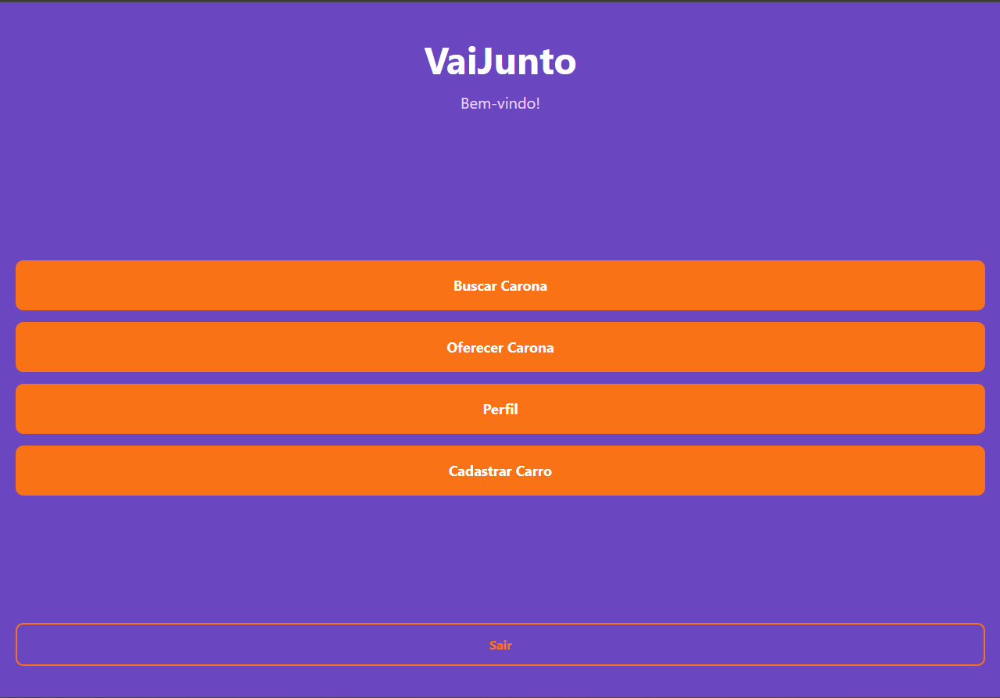 VaiJunto
Bem-vindo!
Buscar Carona
Oferecer Carona
Perfil
Cadastrar Carro
Sair